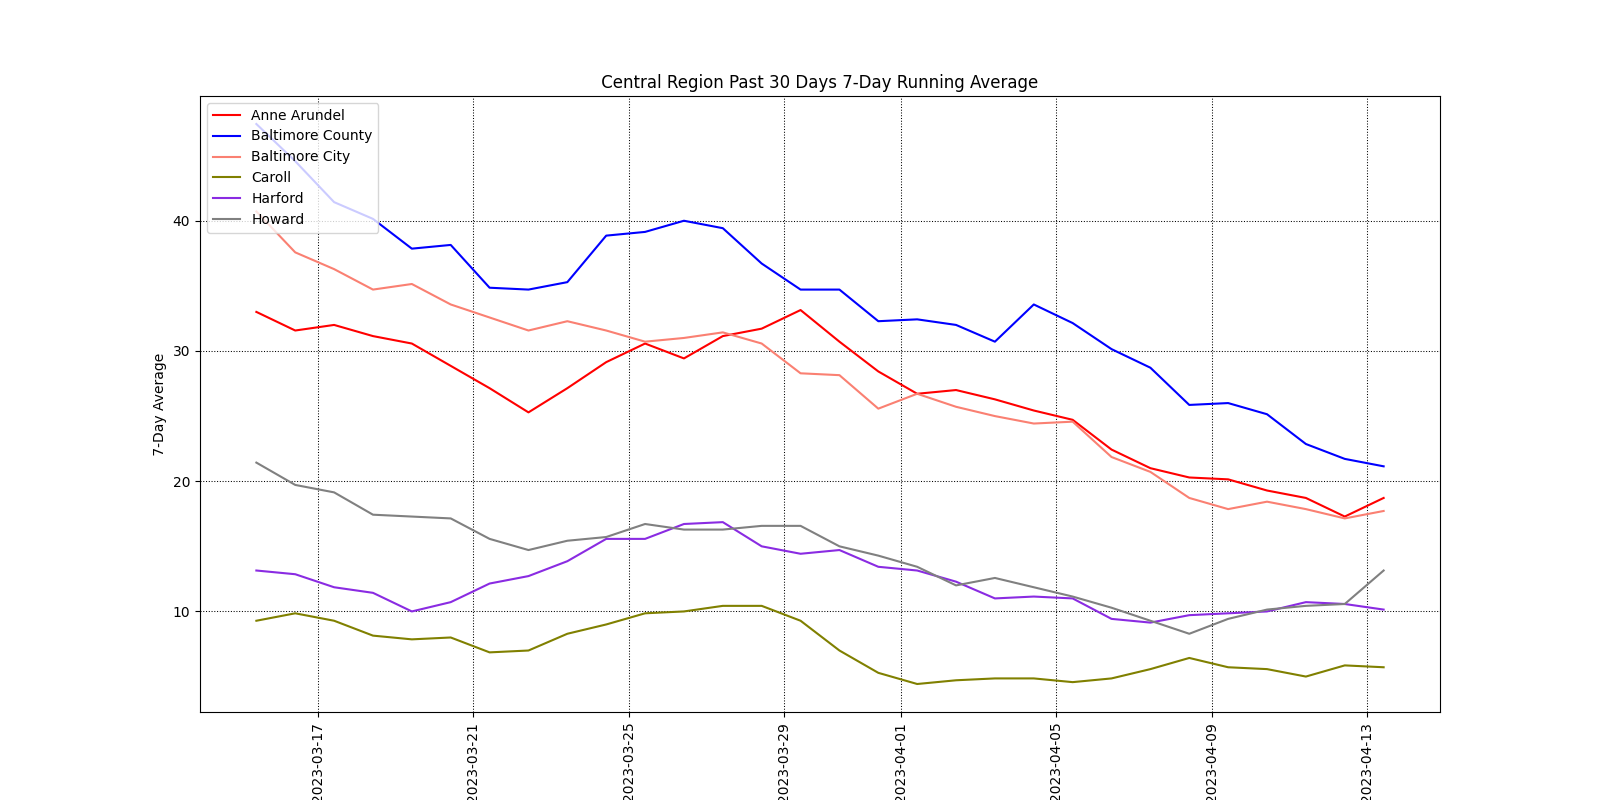 Central Region Past 30 Days 7-Day Running Average
Anne Arundel
Baltimore County
Baltimore City
Caroll
Harford
Howard
7-Day Average
40
30
20
10
2023-03-17
2023-03-21
2023-03-25
2023-03-29
2023-04-01
2023-04-05
2023-04-09
2023-04-13